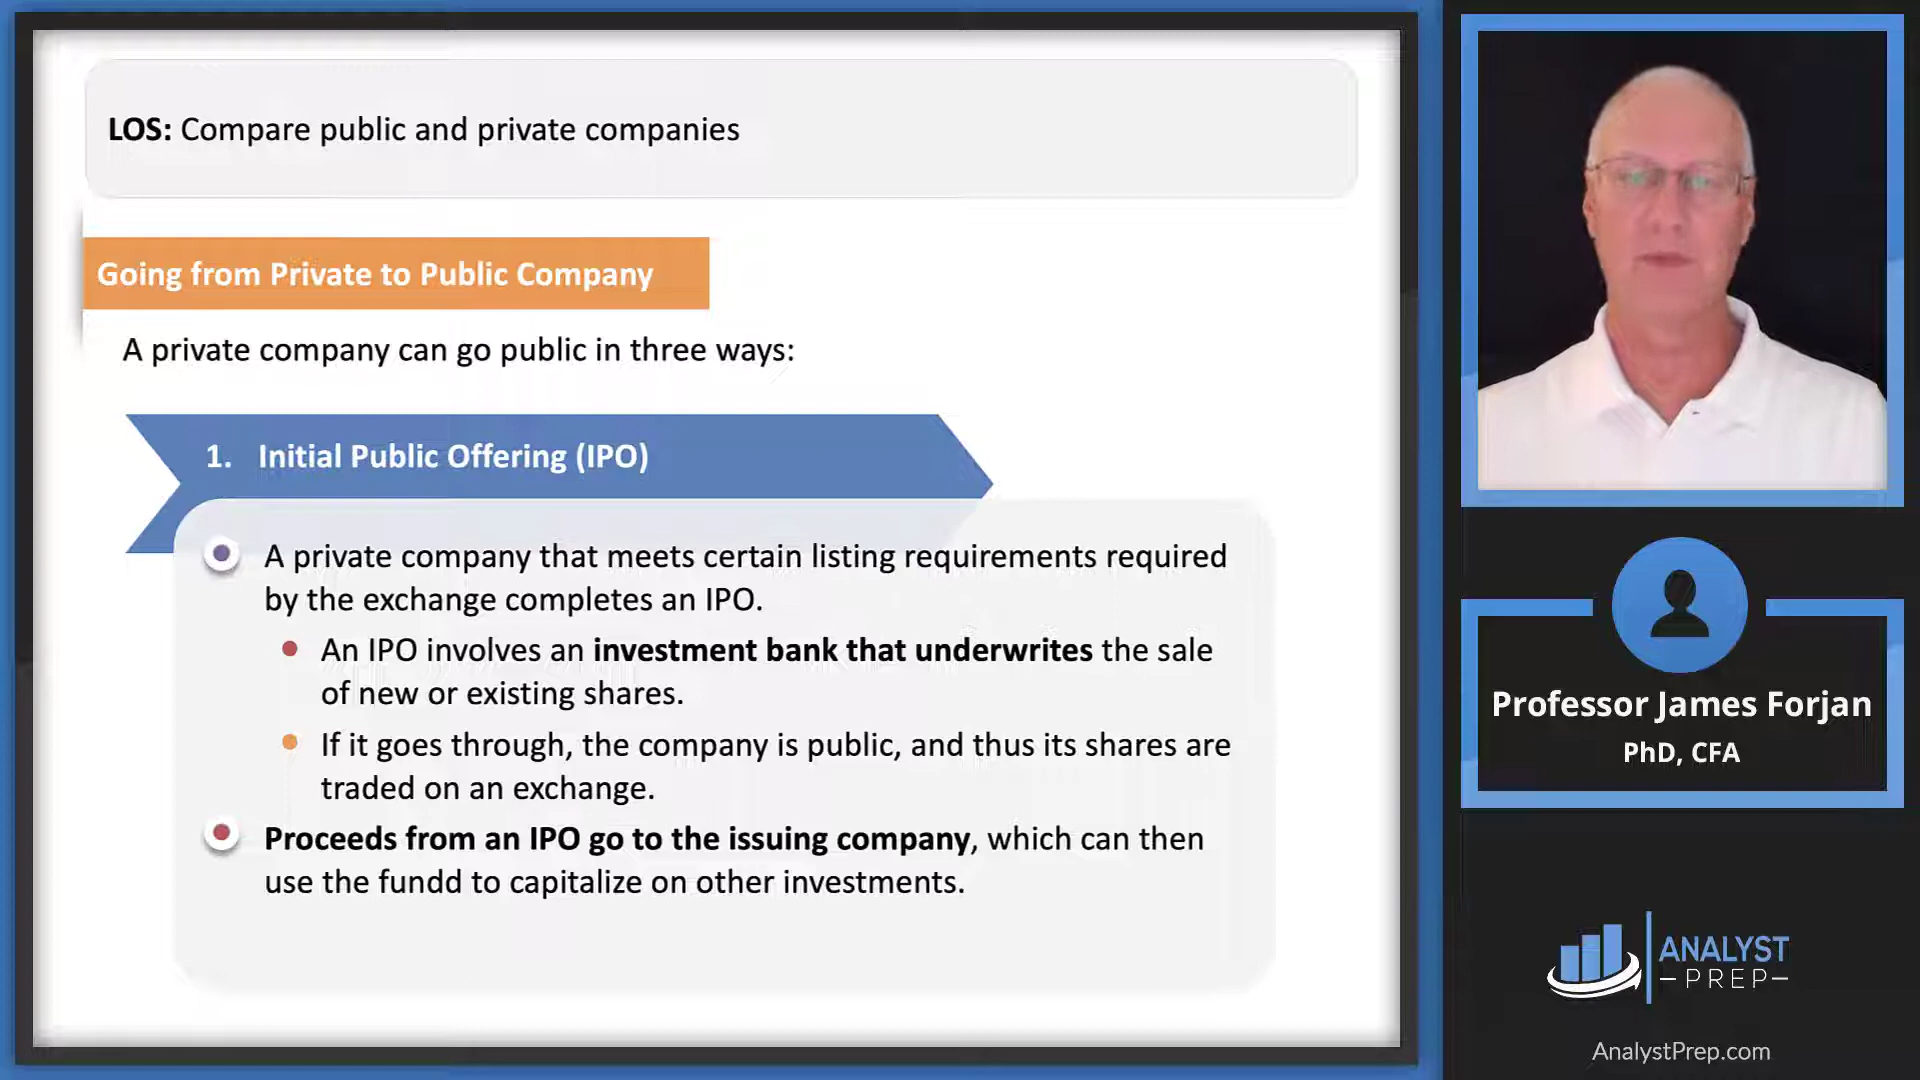 LOS: Compare public and private companies
Going from Private to Public Company
A private company can go public in three ways:
1. Initial Public Offering (IPO)
A private company that meets certain listing requirements required
by the exchange completes an IPO.
An IPO involves an investment bank that underwrites the sale
of new or existing shares.
If it goes through, the company is public, and thus its shares are
traded on an exchange.
Proceeds from an IPO go to the issuing company, which can then
use the fundd to capitalize on other investments.
Professor James Forjan
PhD, CFA
ANALYST
PREP
AnalystPrep.com